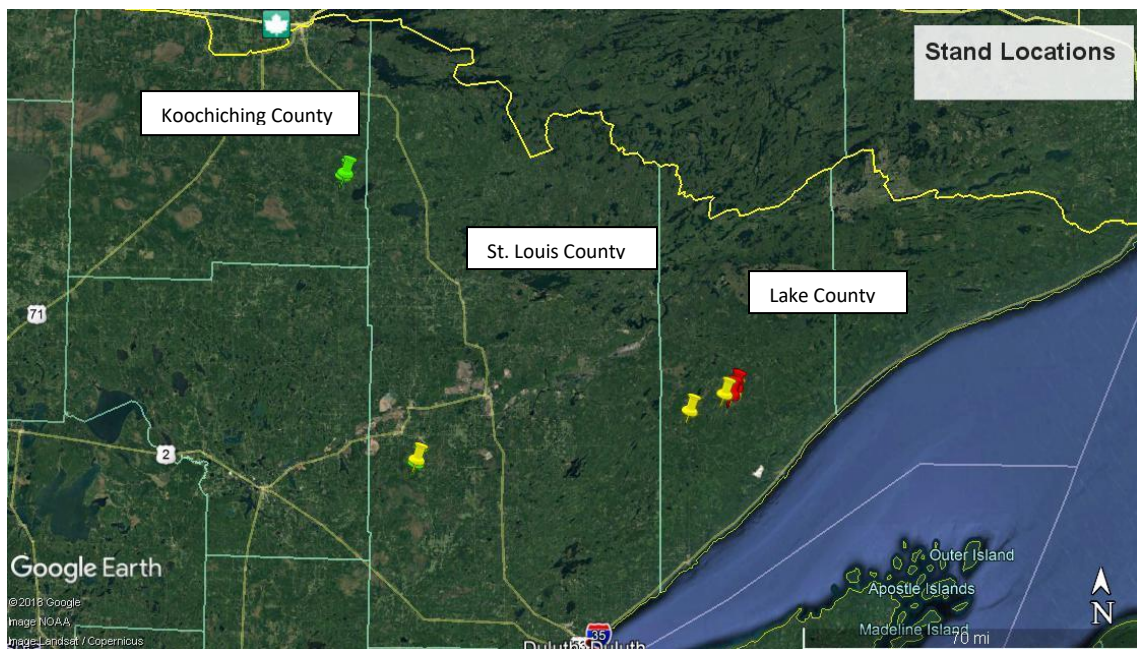 Stand Locations
Koochiching County
St. Louis County
Lake County
71
2
Google Earth
Outer Island
Apostle Islands
Madeline Island
©2018 Google
Image NOAA
Image Landsat / Copernicus
35
Duluth
Duluth
70 mi
N